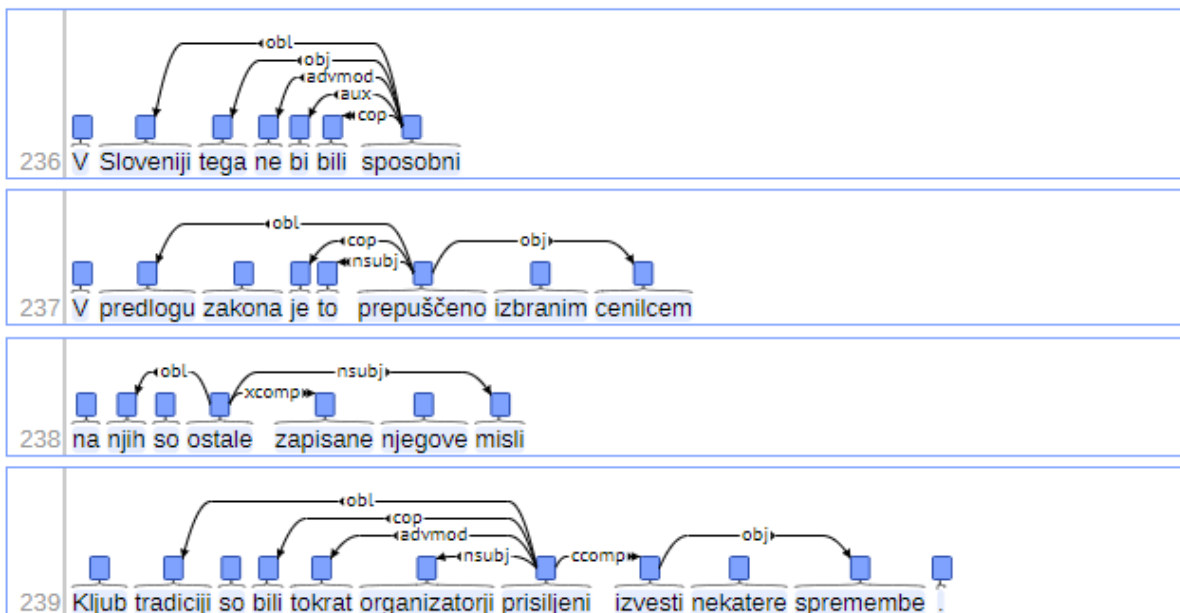 obl
obj
advmod
aux
cop
236 V Sloveniji tega ne bi bili sposobni
obl
cop obj
nsubj
237 V predlogu zakona je to prepuščeno izbranim cenilcem
obl nsubj
xcomp
238 na njih so ostale zapisane njegove misli
obl
cop
advmod obj
nsubj ccomp
239 Kljub tradiciji so bili tokrat organizatorji prisiljeni izvesti nekatere spremembe .